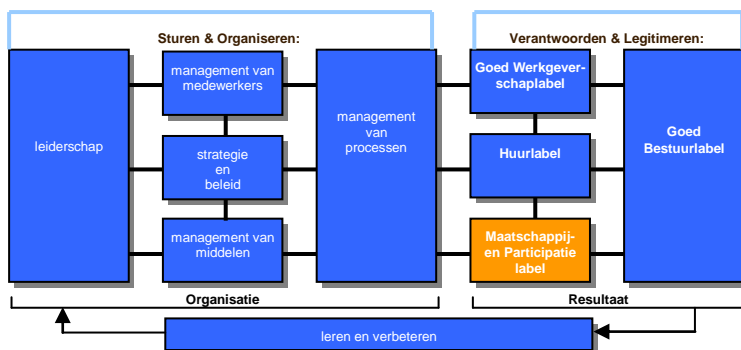 Sturen & Organiseren:
Verantwoorden & Legitimeren:
leiderschap
management van
medewerkers
strategie
en
beleid
management van
middelen
management
van
processen
Goed Werkgever-
schaplabel
Huurlabel
Maatschappij-
en Participatie
label
Goed
Bestuurlabel
Organisatie
Resultaat
leren en verbeteren